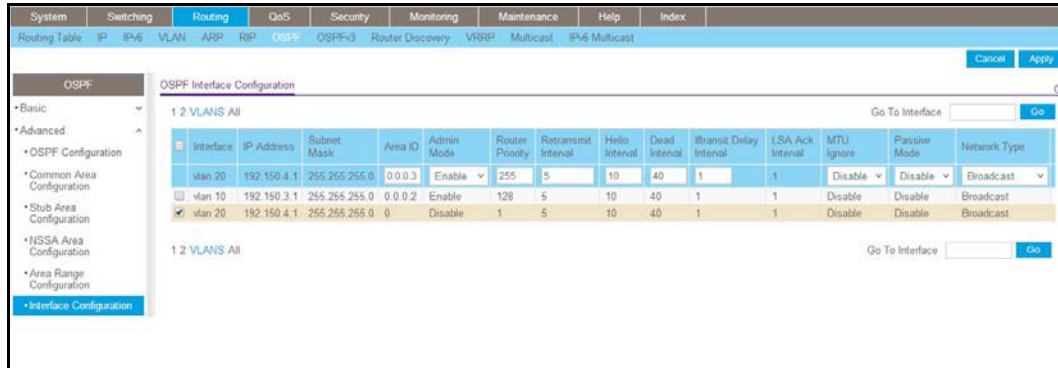 System Switching Routing QoS Security Monitoring Maintenance Help Index
Routing Table IP IPv6 VLAN ARP RIP OSPF OSPFv3 Router Discovery VRRP Multicast IPv6 Multicast
Cancel Apply
OSPF
•Basic
•Advanced
•OSPF Configuration
•Common Area
Configuration
•Stub Area
Configuration
•NSSA Area
Configuration
•Area Range
Configuration
•Interface Configuration
OSPF Interface Configuration
1 2 VLANS All Go To Interface Go
Interface IP Address Subnet Mask Area ID Admin Mode Router Priority Retransmit Interval Hello Interval Dead Interval Iftransit Delay Interval LSA Ack Interval MTU Ignore Passive Mode Network Type
vlan 20 192.150.4.1 255.255.255.0 0.0.0.3 Enable 255 5 10 40 1 1 Disable Disable Broadcast
vlan 10 192.150.3.1 255.255.255.0 0.0.0.2 Enable 128 5 10 40 1 1 Disable Disable Broadcast
vlan 20 192.150.4.1 255.255.255.0 0 Disable 1 5 10 40 1 1 Disable Disable Broadcast
1 2 VLANS All Go To Interface Go